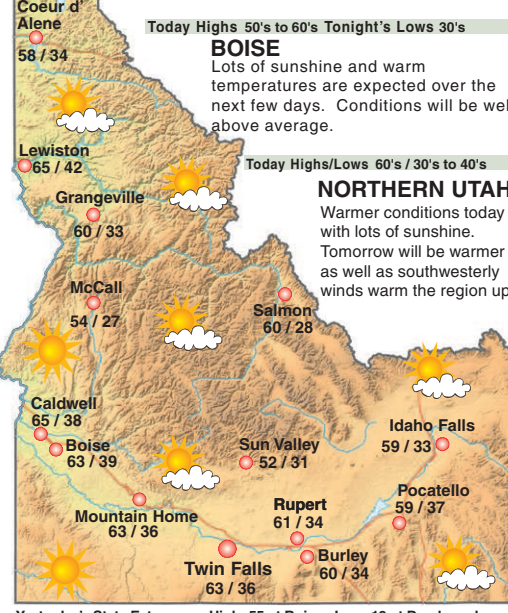 Coeur d'
Alene
58 / 34
Today Highs 50's to 60's Tonight's Lows 30's
BOISE
Lots of sunshine and warm
temperatures are expected over the
next few days. Conditions will be wel
above average.
Lewiston
65 / 42
Today Highs/Lows 60's / 30's to 40's
NORTHERN UTAH
Warmer conditions today
with lots of sunshine.
Tomorrow will be warmer
as well as southwesterly
winds warm the region up
Grangeville
60 / 33
McCall
54 / 27
Salmon
60 / 28
Caldwell
65 / 38
Boise
63 / 39
Sun Valley
52 / 31
Idaho Falls
59 / 33
Mountain Home
63 / 36
Rupert
61 / 34
Pocatello
59 / 37
Twin Falls
63 / 36
Burley
60 / 34